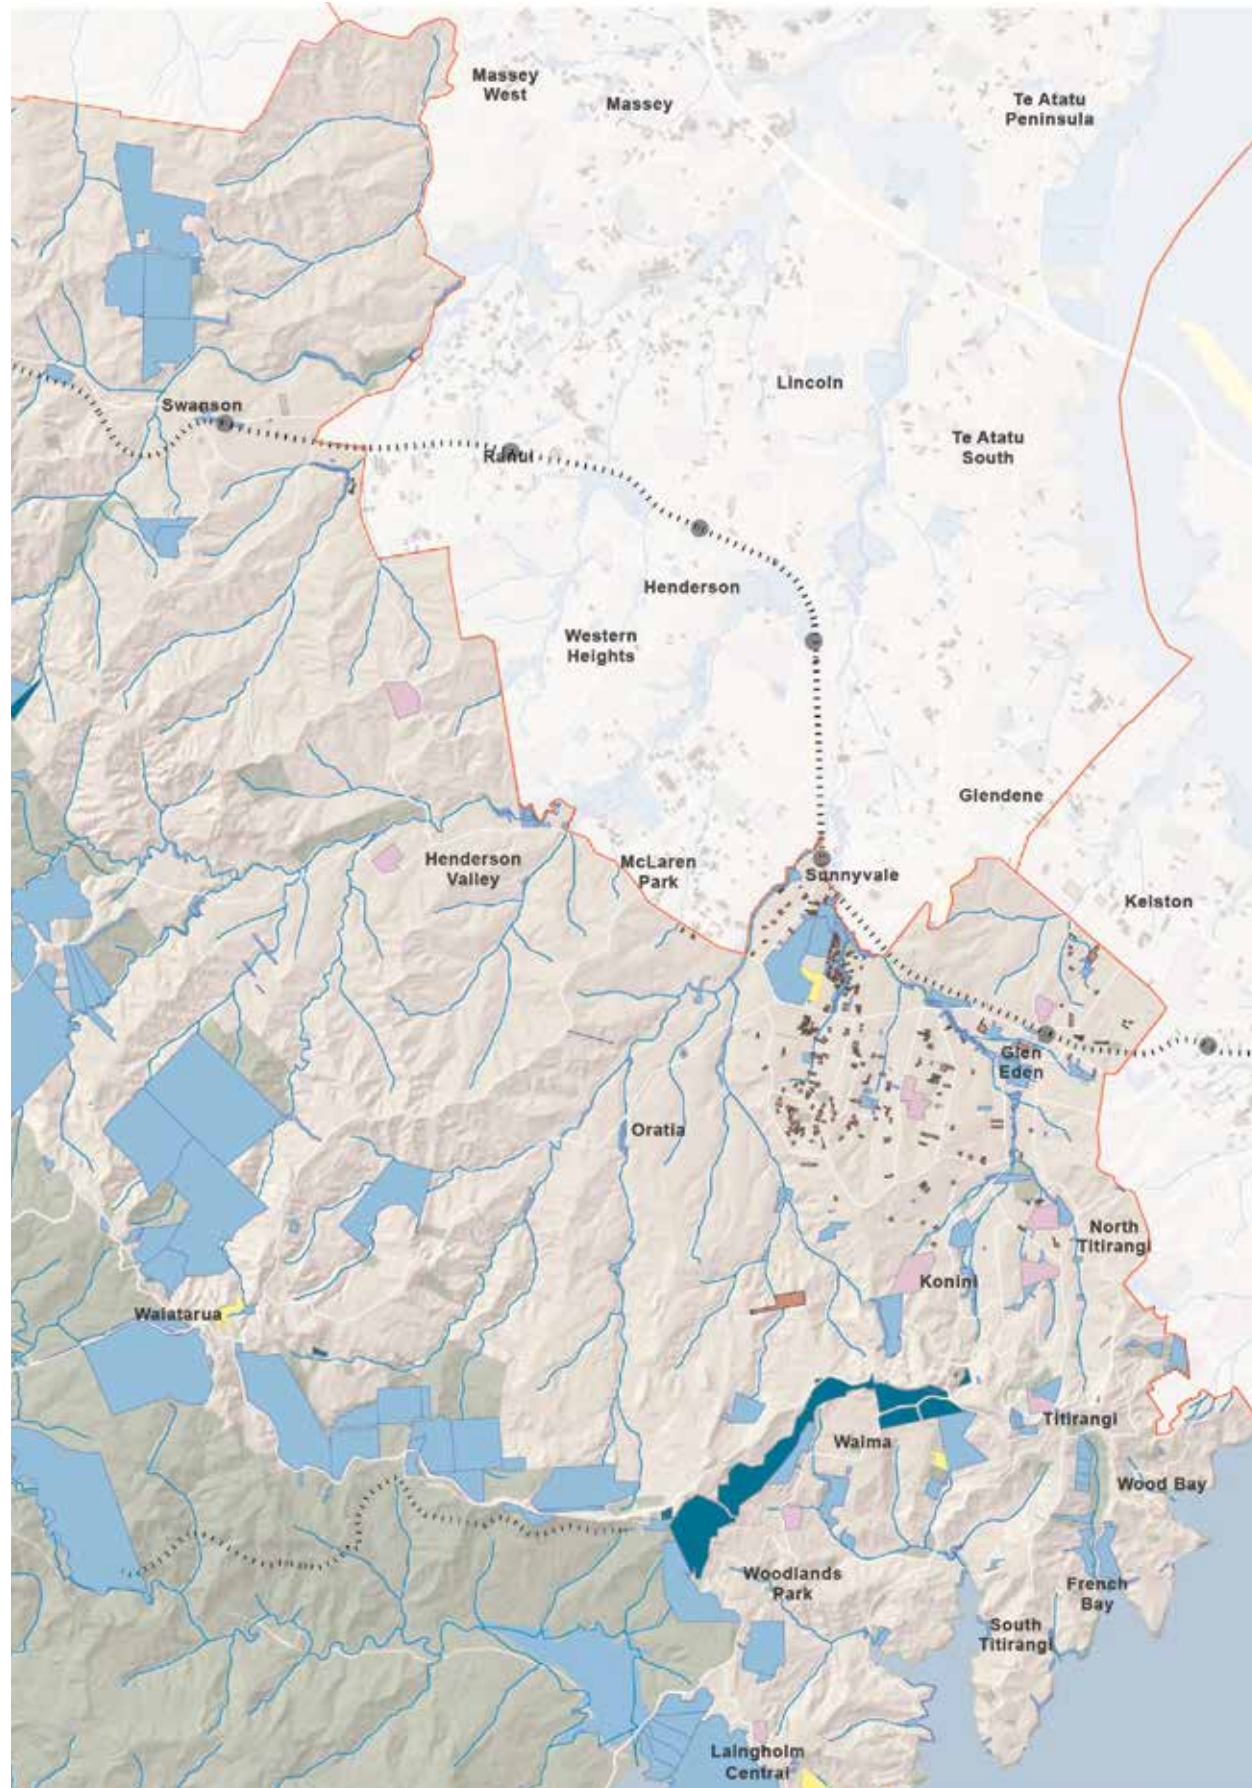 Massey
West
Massey
Te Atatu
Peninsula
Lincoln
Swanson
Te Atatu
South
Ranui
Henderson
Western
Heights
Glendene
Henderson
Valley
McLaren
Park
Sunnyvale
Kelston
Glen
Eden
Oratia
North
Titirangi
Konini
Waiatarua
Titirangi
Waima
Wood Bay
Woodlands
Park
French
Bay
South
Titirangi
Laingholm
Central